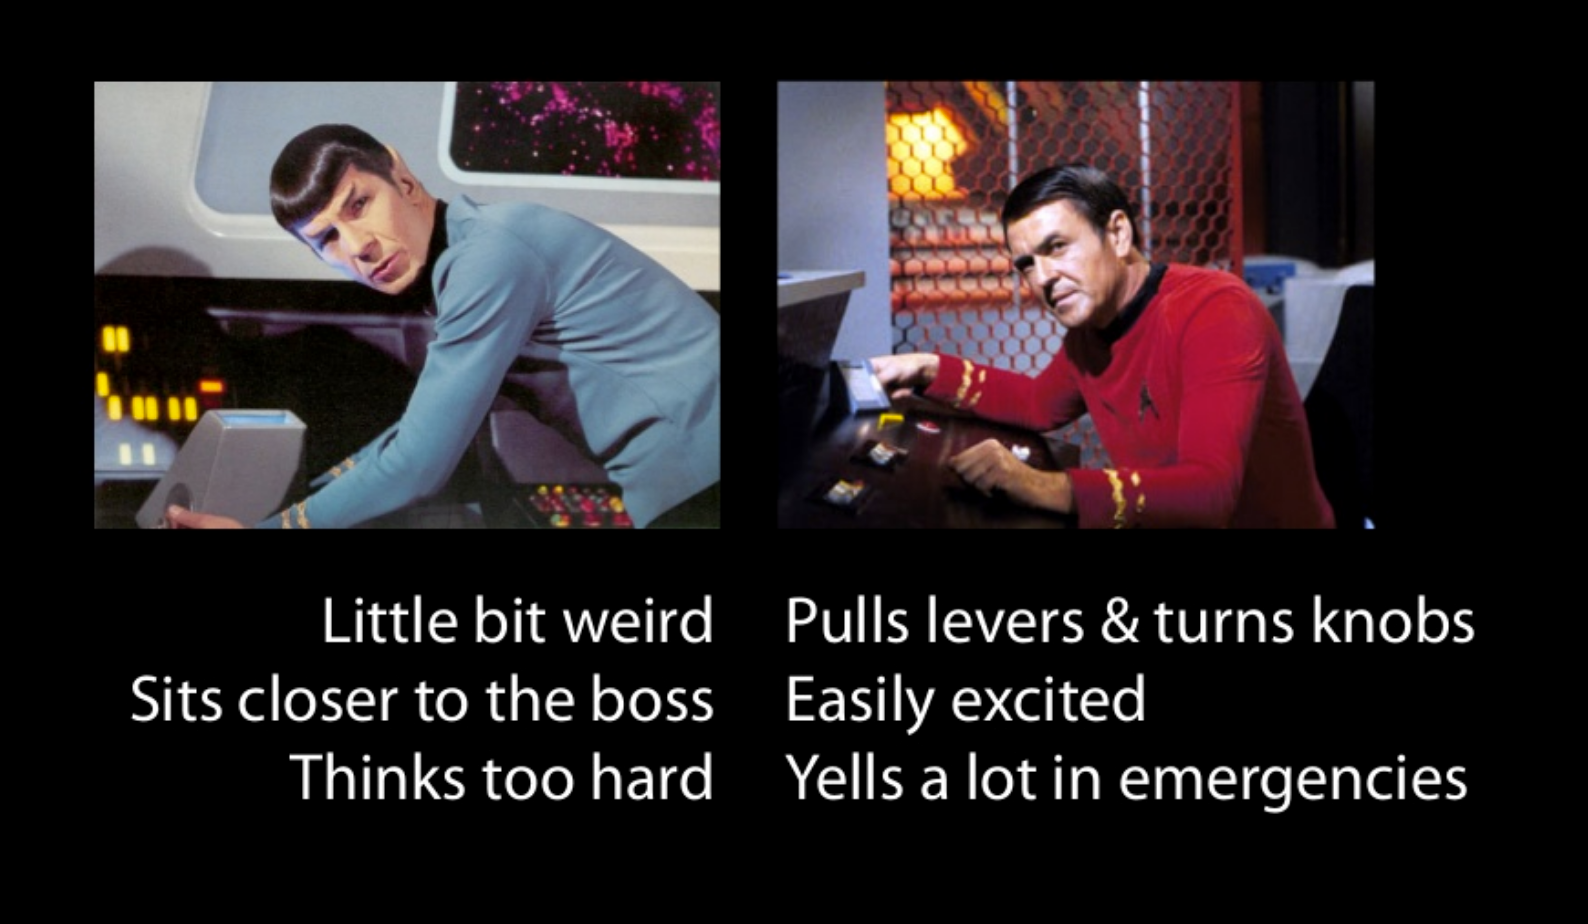 Little bit weird
Sits closer to the boss
Thinks too hard
Pulls levers & turns knobs
Easily excited
Yells a lot in emergencies